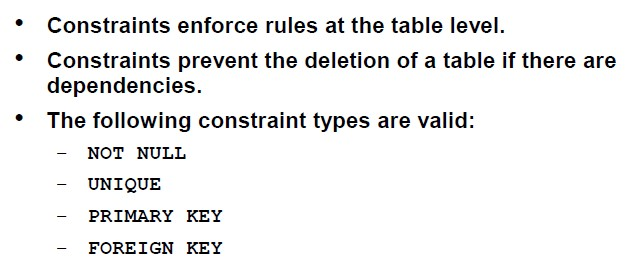 • Constraints enforce rules at the table level.
• Constraints prevent the deletion of a table if there are
dependencies.
• The following constraint types are valid:
– NOT NULL
– UNIQUE
– PRIMARY KEY
– FOREIGN KEY